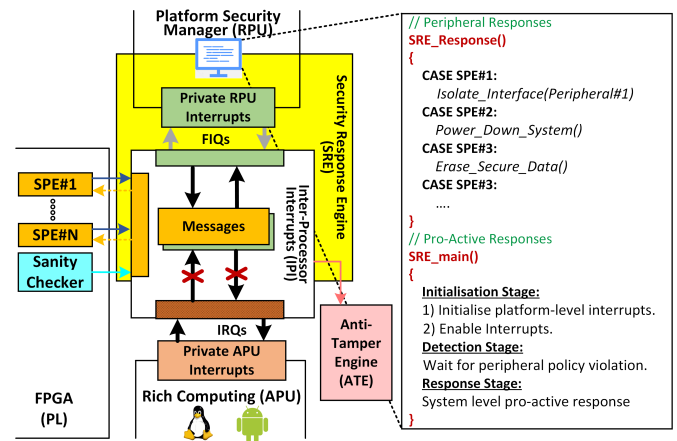 Platform Security
Manager (RPU)
Private RPU
Interrupts
FIQs
Security Response Engine
(SRE)
SPE#1
SPE#N
Sanity
Checker
Messages
Inter-Processor
Interrupts (IPI)
IRQs
Private APU
Interrupts
Anti-
Tamper
Engine
(ATE)
FPGA
(PL)
Rich Computing (APU)
// Peripheral Responses
SRE_Response()
{
CASE SPE#1:
Isolate_Interface(Peripheral#1)
CASE SPE#2:
Power_Down_System()
CASE SPE#3:
Erase_Secure_Data()
CASE SPE#3:
....
}
// Pro-Active Responses
SRE_main()
{
Initialisation Stage:
1) Initialise platform-level interrupts.
2) Enable Interrupts.
Detection Stage:
Wait for peripheral policy violation.
Response Stage:
System level pro-active response
}